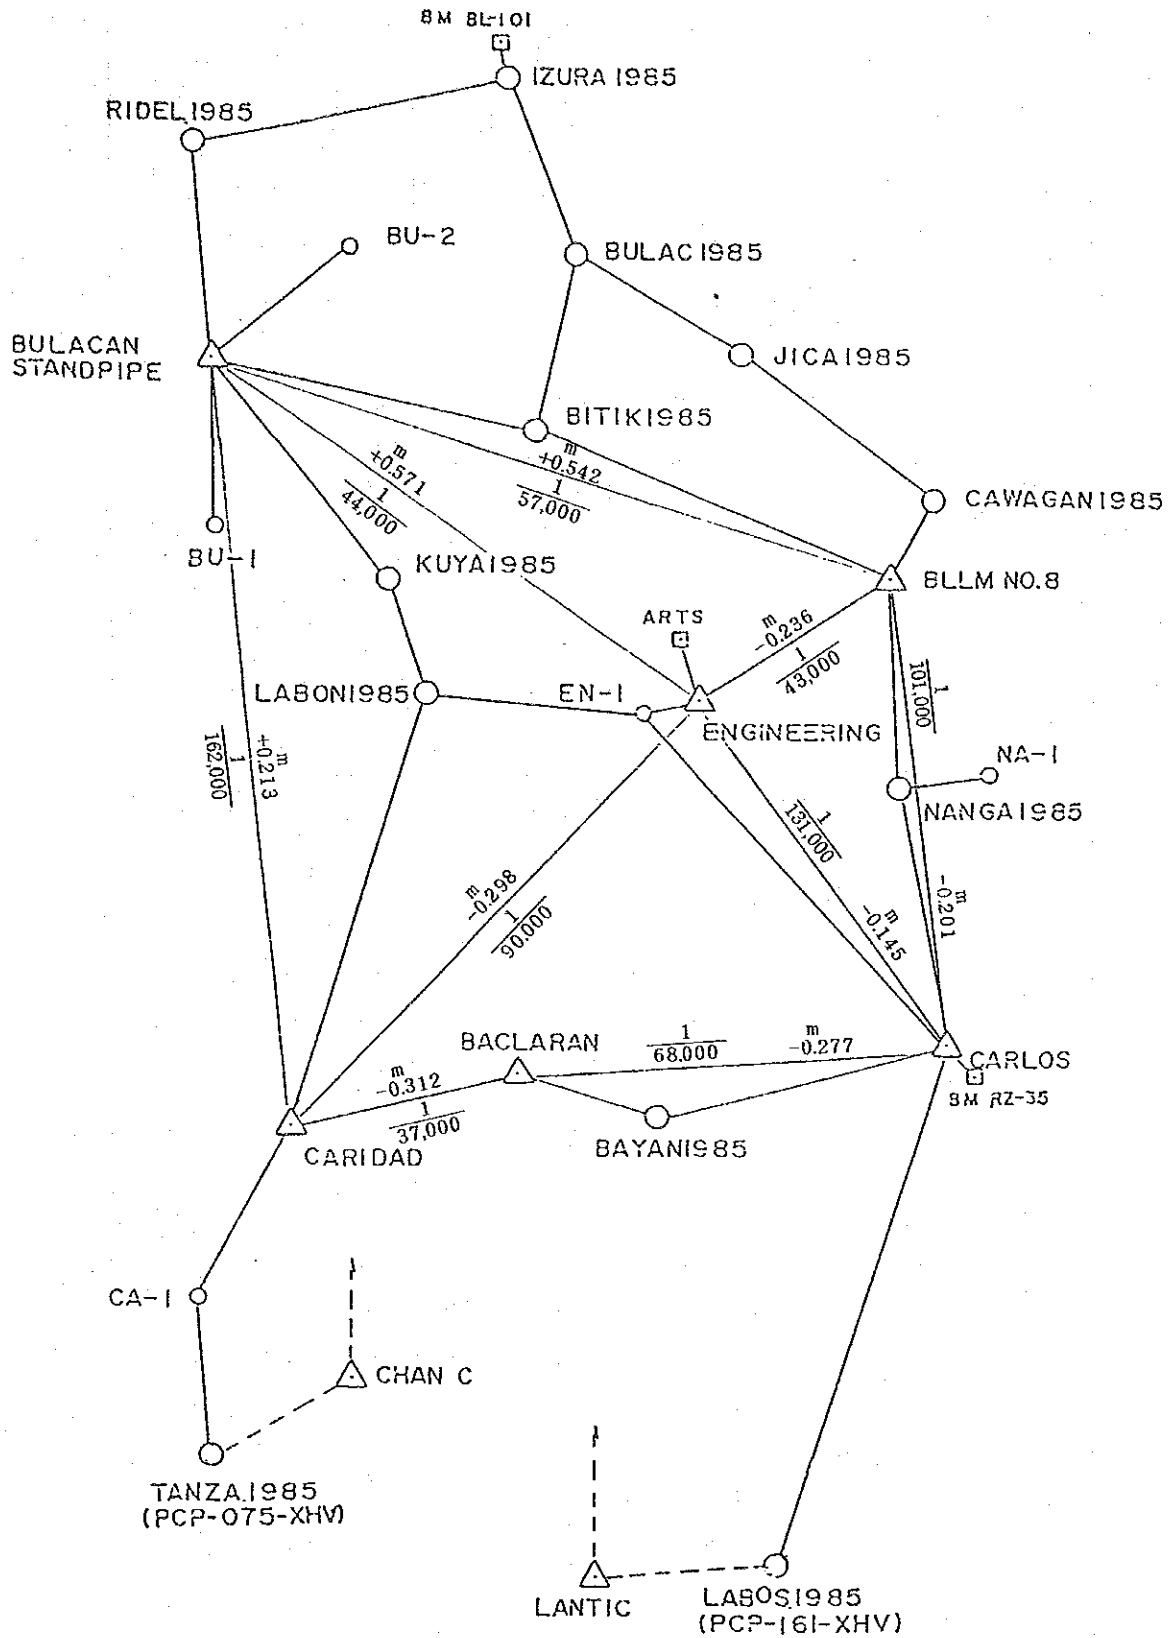 BM BL-101
IZURA 1985
RIDEL 1985
BU-2
BULAC 1985
BULACAN
STANDPIPE
JICA 1985
BITIK 1985
m
+0.571
1
44,000
m
+0.542
1
57,000
CAWAGAN 1985
BU-1
KUYA 1985
BLLM NO.8
ARTS
m
-0.236
1
43,000
LABON 1985
EN-1
ENGINEERING
1
101,000
m
+0.213
1
162,000
NA-1
NANGA 1985
1
131,000
m
-0.298
1
90,000
m
-0.145
m
-0.201
BACLARAN
1
68,000
m
-0.277
CARLOS
BM RZ-35
m
-0.312
1
37,000
CARIDAD
BAYAN 1985
CA-1
CHAN C
TANZA.1985
(PCP-075-XHV)
LANTIC
LABOS.1985
(PCP-161-XHV)